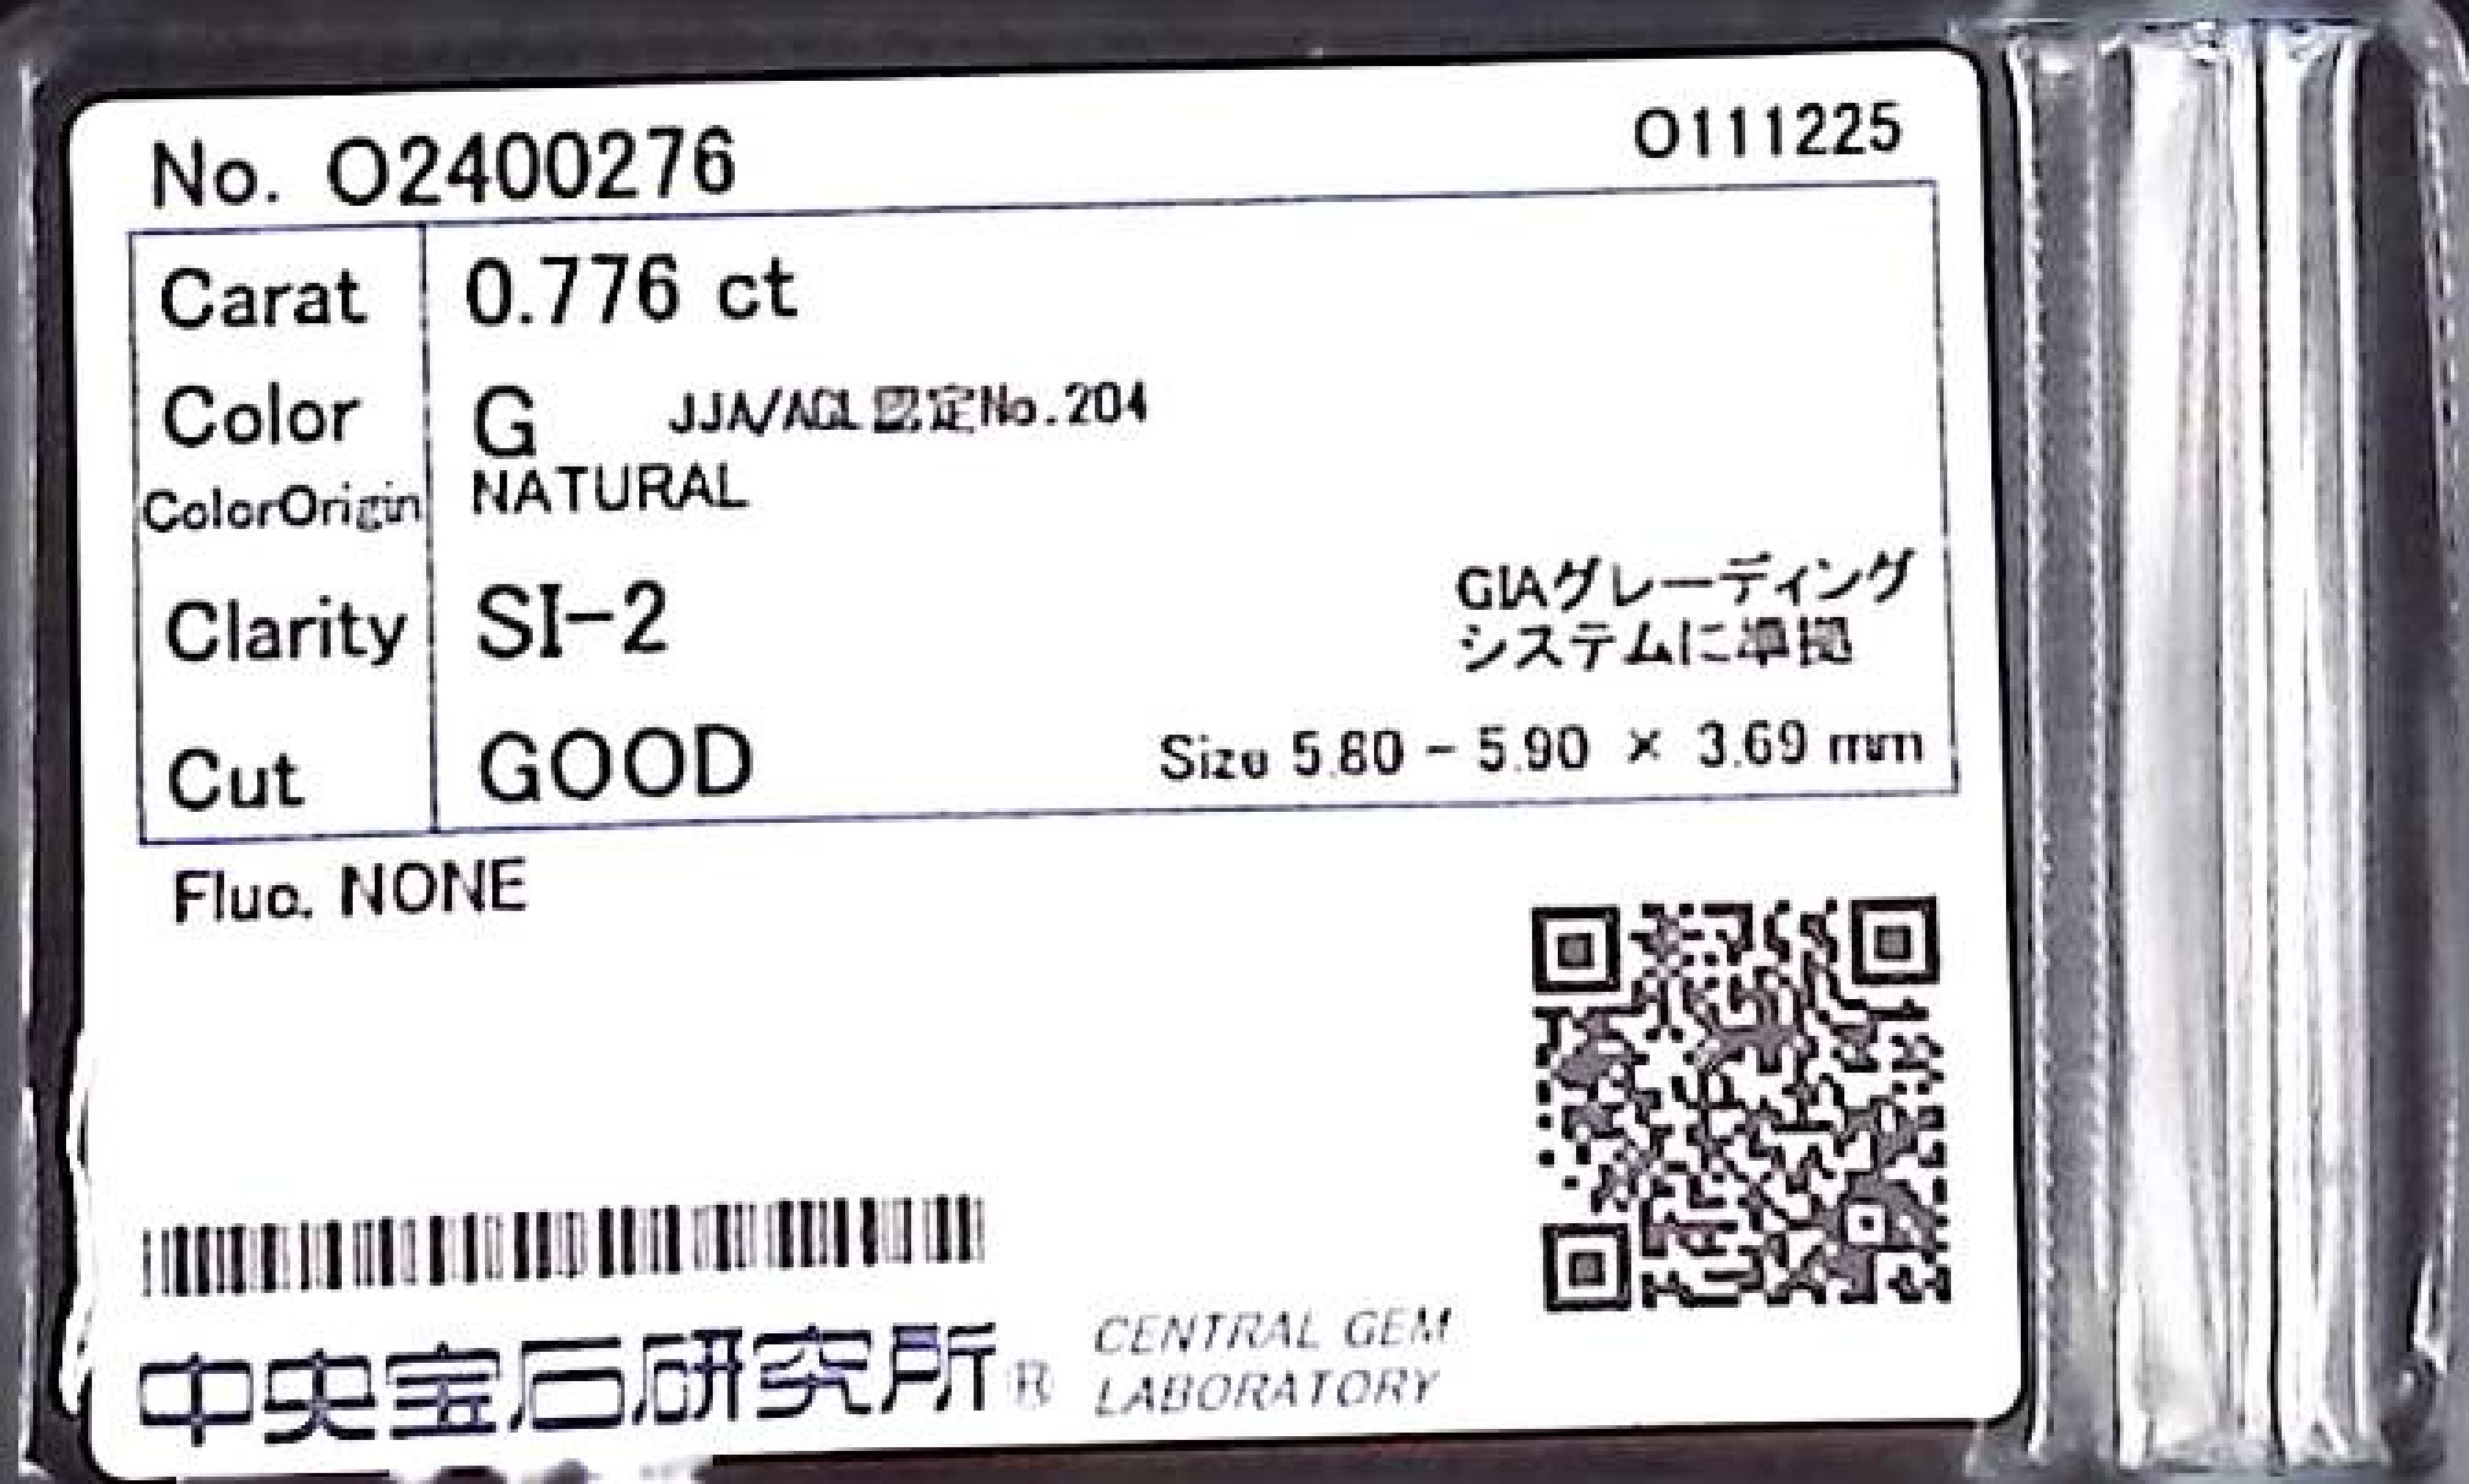 No. O2400276
O111225
Carat 0.776 ct
Color G JJA/AGL認定No.204
ColorOrigin NATURAL
Clarity SI-2
GIAグレーディング
システムに準拠
Cut GOOD Size 5.80 - 5.90 × 3.69 mm
Fluo. NONE
中央宝石研究所®
CENTRAL GEM
LABORATORY